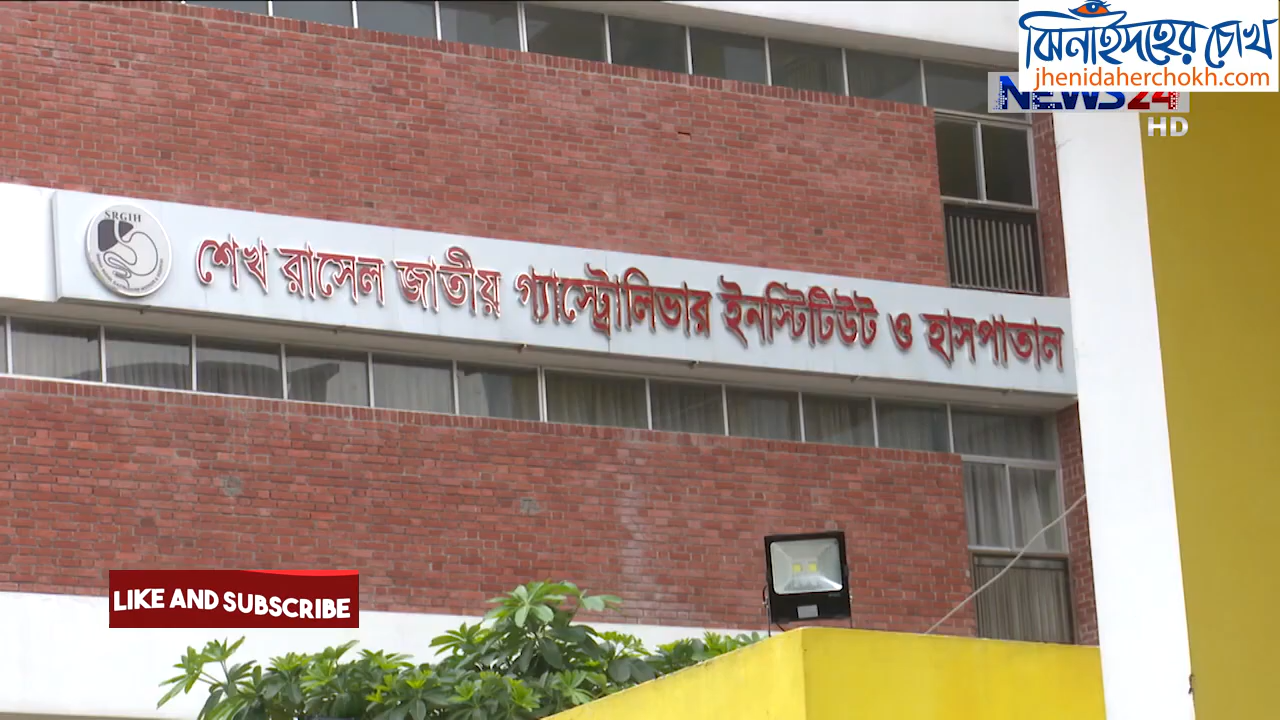 ঝিনাইদহের চোখ
jhenidaherchokh.com
NEWS24
HD
SRGIH
শেখ রাসেল জাতীয় গ্যাস্ট্রোলিভার ইনস্টিটিউট ও হাসপাতাল
LIKE AND SUBSCRIBE